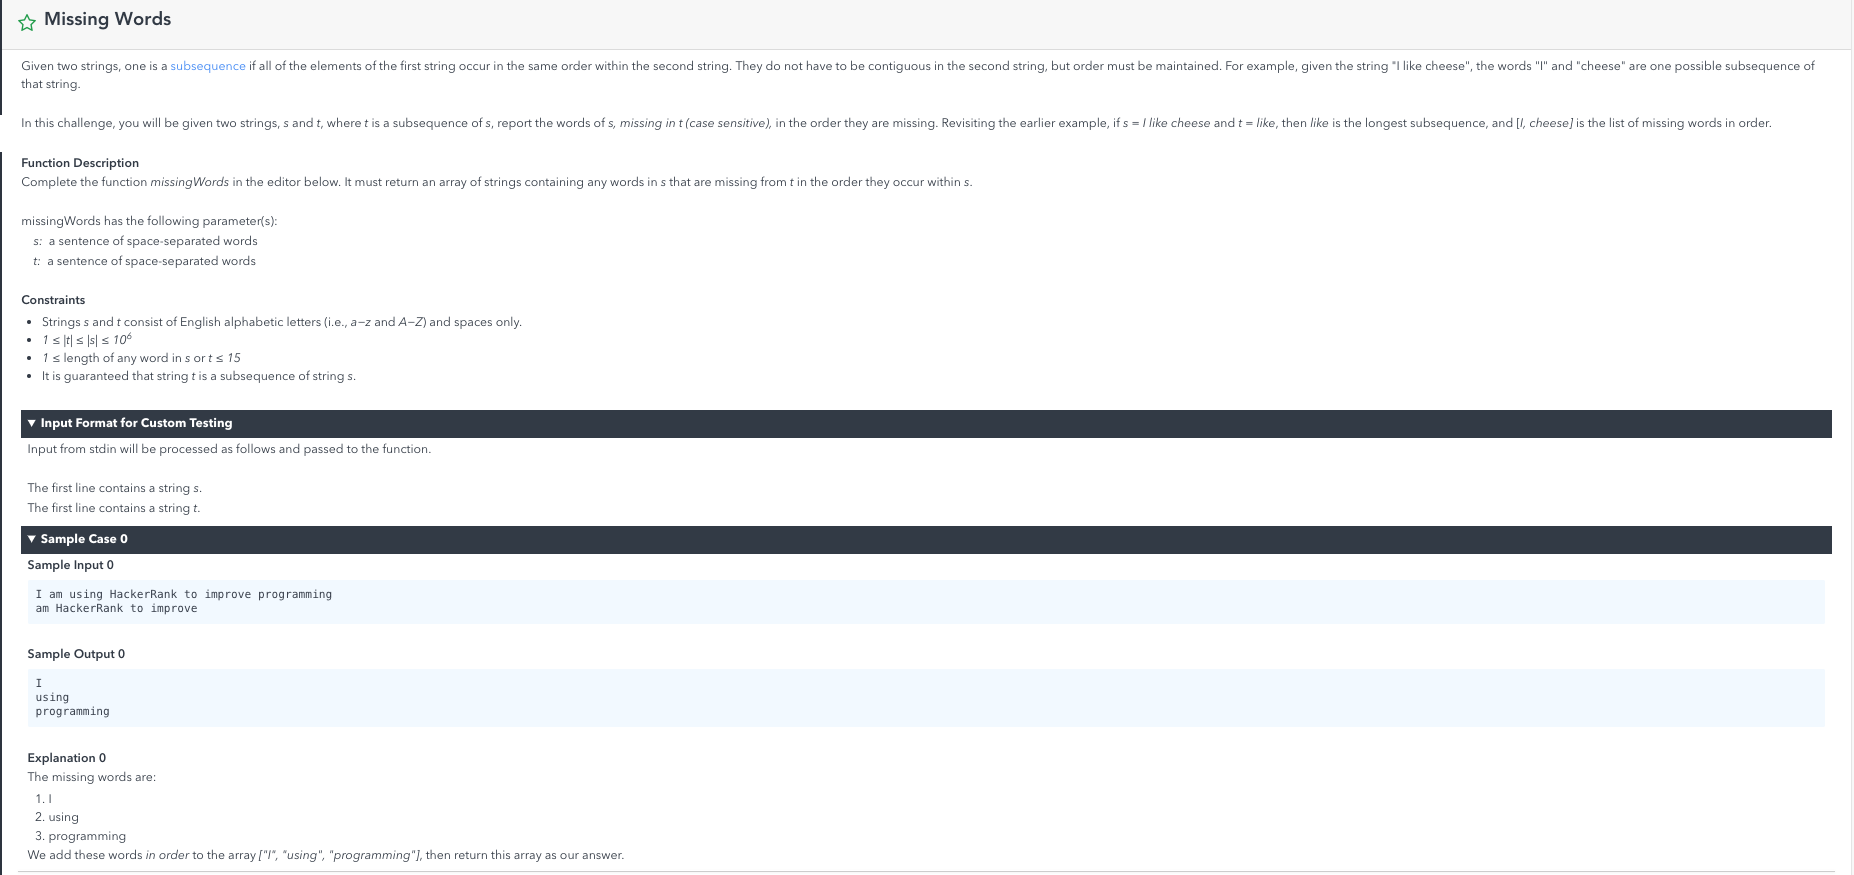 Missing Words
Given two strings, one is a subsequence if all of the elements of the first string occur in the same order within the second string. They do not have to be contiguous in the second string, but order must be maintained. For example, given the string "I like cheese", the words "I" and "cheese" are one possible subsequence of
that string.
In this challenge, you will be given two strings, s and t, where t is a subsequence of s, report the words of s, missing in t (case sensitive), in the order they are missing. Revisiting the earlier example, if s = I like cheese and t = like, then like is the longest subsequence, and [I, cheese] is the list of missing words in order.
Function Description
Complete the function missingWords in the editor below. It must return an array of strings containing any words in s that are missing from t in the order they occur within s.
missingWords has the following parameter(s):
s: a sentence of space-separated words
t: a sentence of space-separated words
Constraints
• Strings s and t consist of English alphabetic letters (i.e., a−z and A−Z) and spaces only.
• 1 ≤ |t| ≤ |s| ≤ 10⁶
• 1 ≤ length of any word in s or t ≤ 15
• It is guaranteed that string t is a subsequence of string s.
▼ Input Format for Custom Testing
Input from stdin will be processed as follows and passed to the function.
The first line contains a string s.
The first line contains a string t.
▼ Sample Case 0
Sample Input 0
I am using HackerRank to improve programming
am HackerRank to improve
Sample Output 0
I
using
programming
Explanation 0
The missing words are:
1. I
2. using
3. programming
We add these words in order to the array ["I", "using", "programming"], then return this array as our answer.